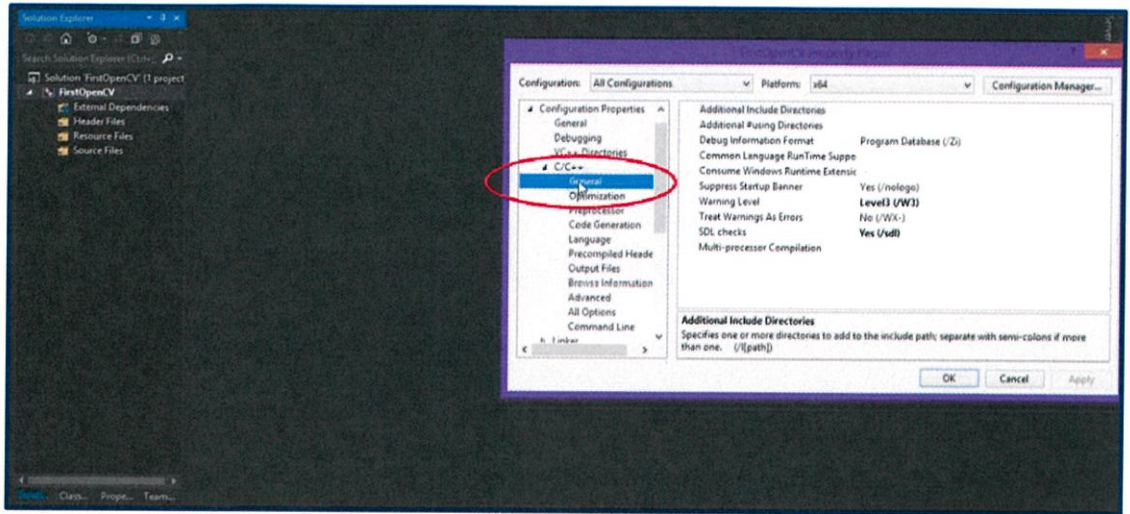 Solution Explorer
Search Solution Explorer (Ctrl+;
Solution 'FirstOpenCV' (1 project
FirstOpenCV
External Dependencies
Header Files
Resource Files
Source Files
Class... Prope... Team...
FirstOpenCV Property Pages
Configuration: All Configurations Platform: x64 Configuration Manager...
Configuration Properties
General
Debugging
VC++ Directories
C/C++
General
Optimization
Preprocessor
Code Generation
Language
Precompiled Heade
Output Files
Browse Information
Advanced
All Options
Command Line
Linker
Additional Include Directories
Additional #using Directories
Debug Information Format Program Database (/Zi)
Common Language RunTime Suppo
Consume Windows Runtime Extensic
Suppress Startup Banner Yes (/nologo)
Warning Level Level3 (/W3)
Treat Warnings As Errors No (/WX-)
SDL checks Yes (/sdl)
Multi-processor Compilation
Additional Include Directories
Specifies one or more directories to add to the include path; separate with semi-colons if more
than one. (/I[path])
OK Cancel Apply
Server